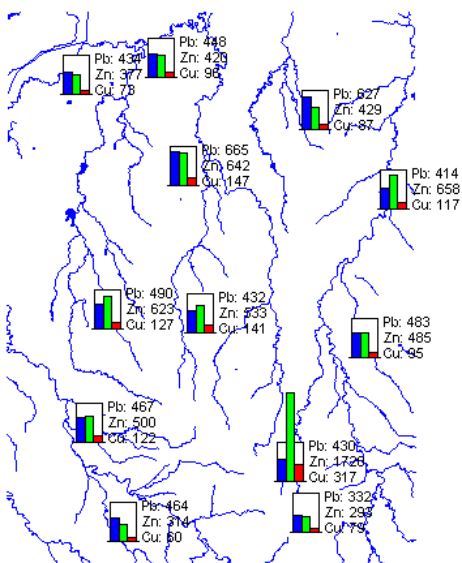 Pb: 434
Zn: 377
Cu: 73
Pb: 448
Zn: 420
Cu: 96
Pb: 627
Zn: 429
Cu: 87
Pb: 665
Zn: 642
Cu: 147
Pb: 414
Zn: 658
Cu: 117
Pb: 490
Zn: 623
Cu: 127
Pb: 432
Zn: 533
Cu: 141
Pb: 483
Zn: 485
Cu: 95
Pb: 467
Zn: 500
Cu: 122
Pb: 430
Zn:
Cu: 317
Pb: 464
Zn: 314
Cu: 60
Pb: 332
Zn:
Cu: 79